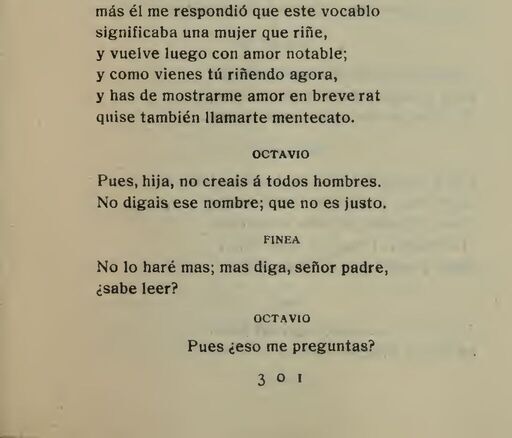 más él me respondió que este vocablo
significaba una mujer que riñe,
y vuelve luego con amor notable;
y como vienes tú riñendo agora,
y has de mostrarme amor en breve rat
quise también llamarte mentecato.
OCTAVIO
Pues, hija, no creais á todos hombres.
No digais ese nombre; que no es justo.
FINEA
No lo haré mas; mas diga, señor padre,
¿sabe leer?
OCTAVIO
Pues ¿eso me preguntas?
301